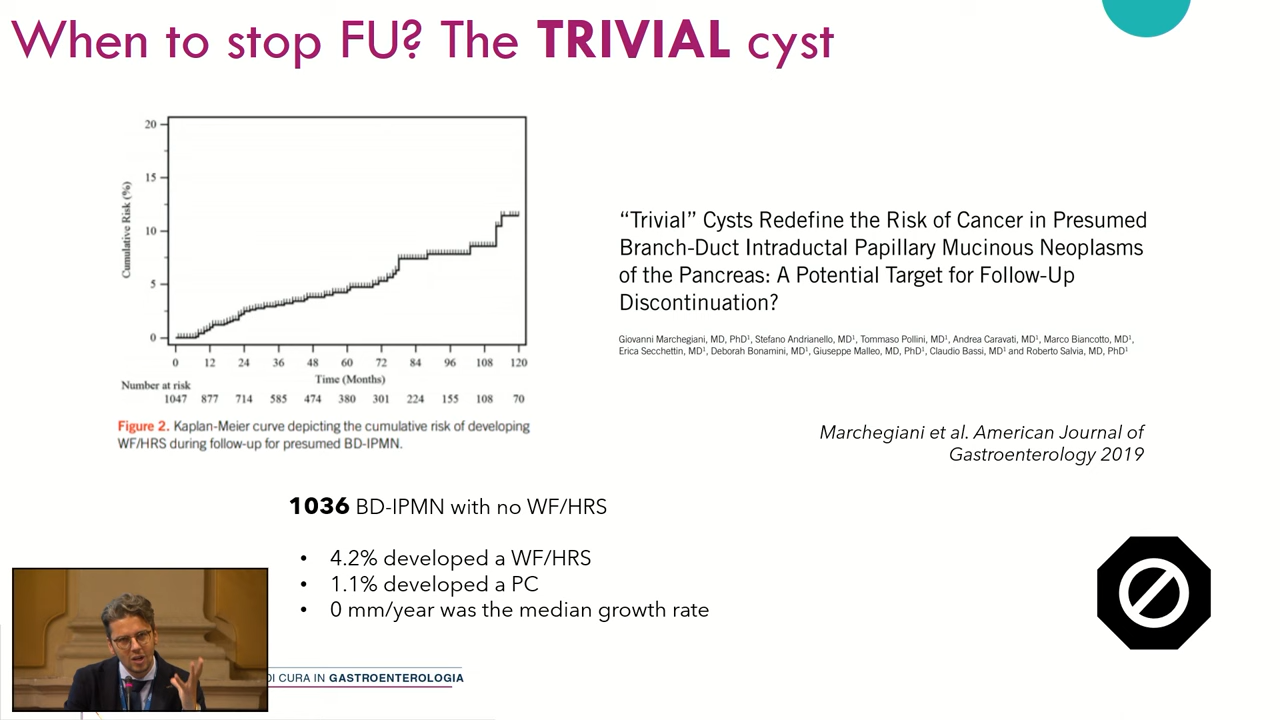 When to stop FU? The TRIVIAL cyst
20
15
10
5
0
Cumulative Risk (%)
0 12 24 36 48 60 72 84 96 108 120
Time (Months)
Number at risk
1047 877 714 585 474 380 301 224 155 108 70
Figure 2. Kaplan-Meier curve depicting the cumulative risk of developing
WF/HRS during follow-up for presumed BD-IPMN.
“Trivial” Cysts Redefine the Risk of Cancer in Presumed
Branch-Duct Intraductal Papillary Mucinous Neoplasms
of the Pancreas: A Potential Target for Follow-Up
Discontinuation?
Giovanni Marchegiani, MD, PhD¹, Stefano Andrianello, MD¹, Tommaso Pollini, MD¹, Andrea Caravati, MD¹, Marco Biancotto, MD¹,
Erica Secchettin, MD¹, Deborah Bonamini, MD¹, Giuseppe Malleo, MD, PhD¹, Claudio Bassi, MD¹ and Roberto Salvia, MD, PhD¹
Marchegiani et al. American Journal of
Gastroenterology 2019
1036 BD-IPMN with no WF/HRS
• 4.2% developed a WF/HRS
• 1.1% developed a PC
• 0 mm/year was the median growth rate
DI CURA IN GASTROENTEROLOGIA